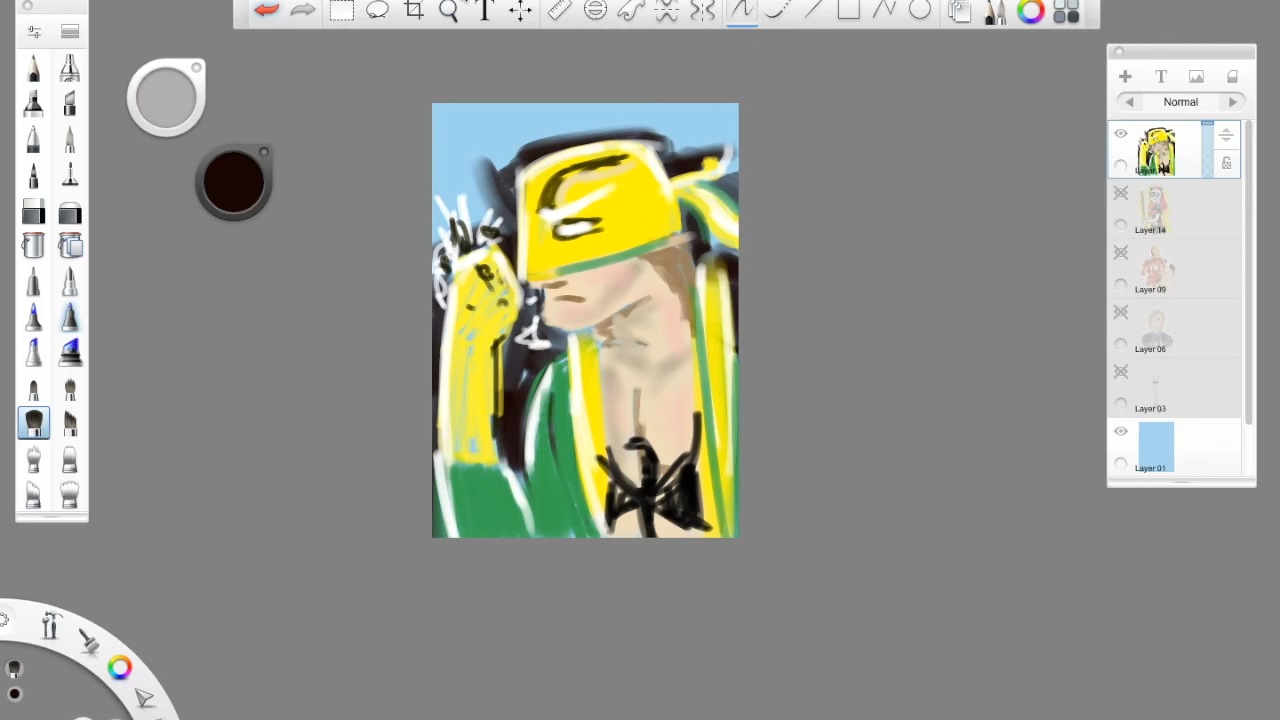 T
T
Normal
Layer 14
Layer 09
Layer 06
Layer 03
Layer 01